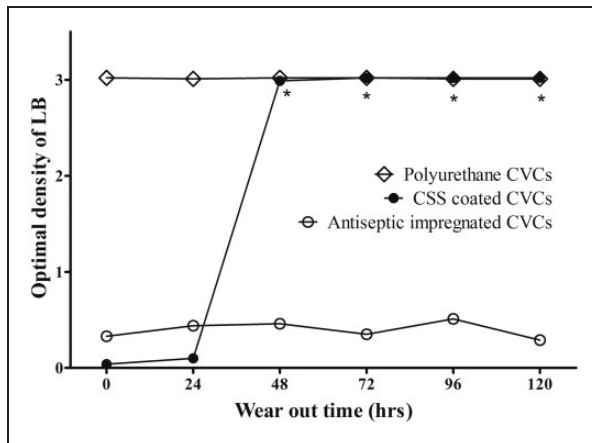 Optimal density of LB
3
2
1
0
* * * *
Polyurethane CVCs
CSS coated CVCs
Antiseptic impregnated CVCs
0 24 48 72 96 120
Wear out time (hrs)